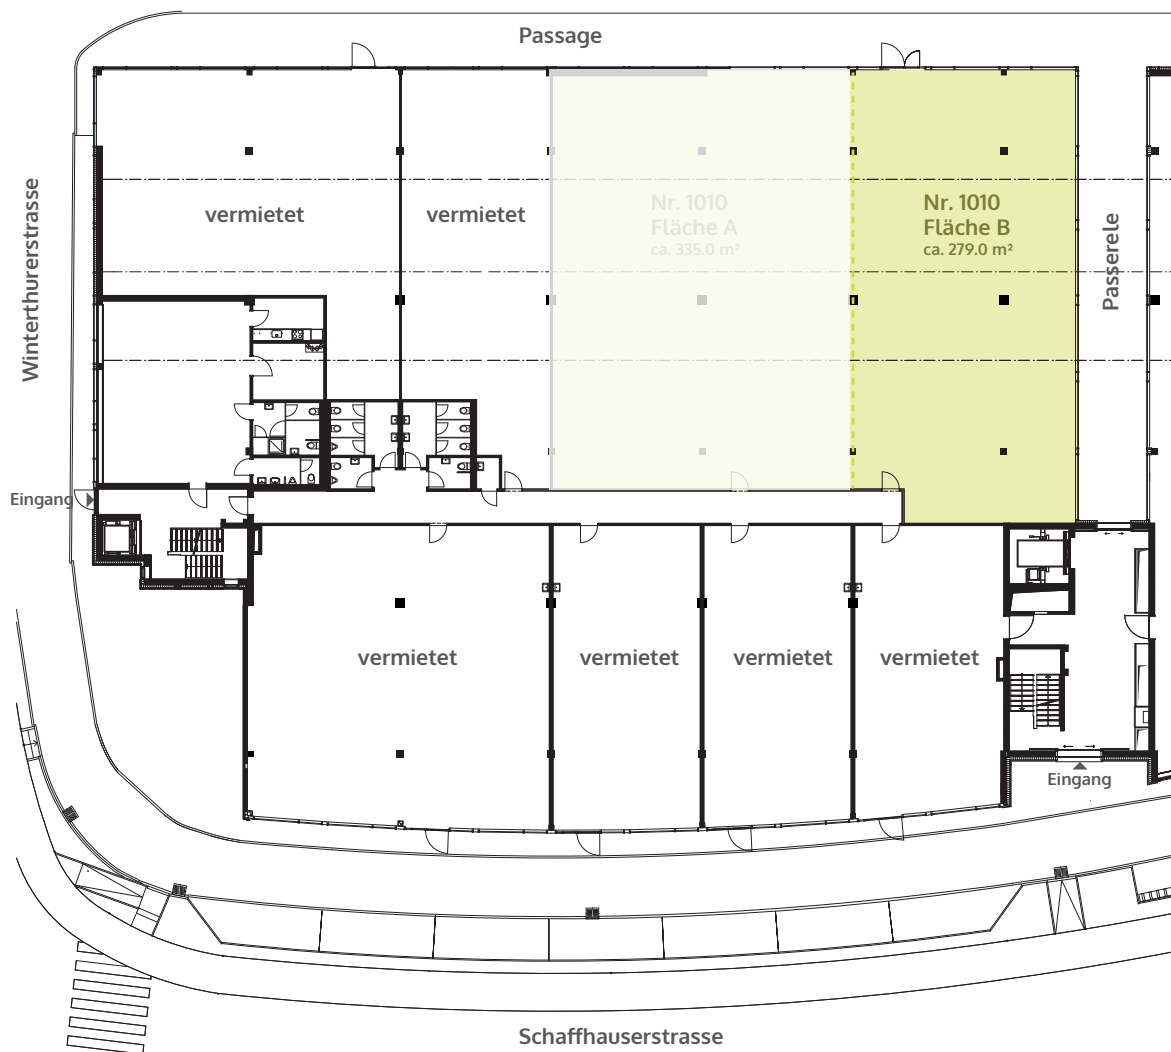 Passage
Winterthurerstrasse
vermietet
vermietet
Nr. 1010
Fläche A
ca. 335.0 m²
Nr. 1010
Fläche B
ca. 279.0 m²
Passerele
Eingang
vermietet
vermietet
vermietet
vermietet
Eingang
Schaffhauserstrasse